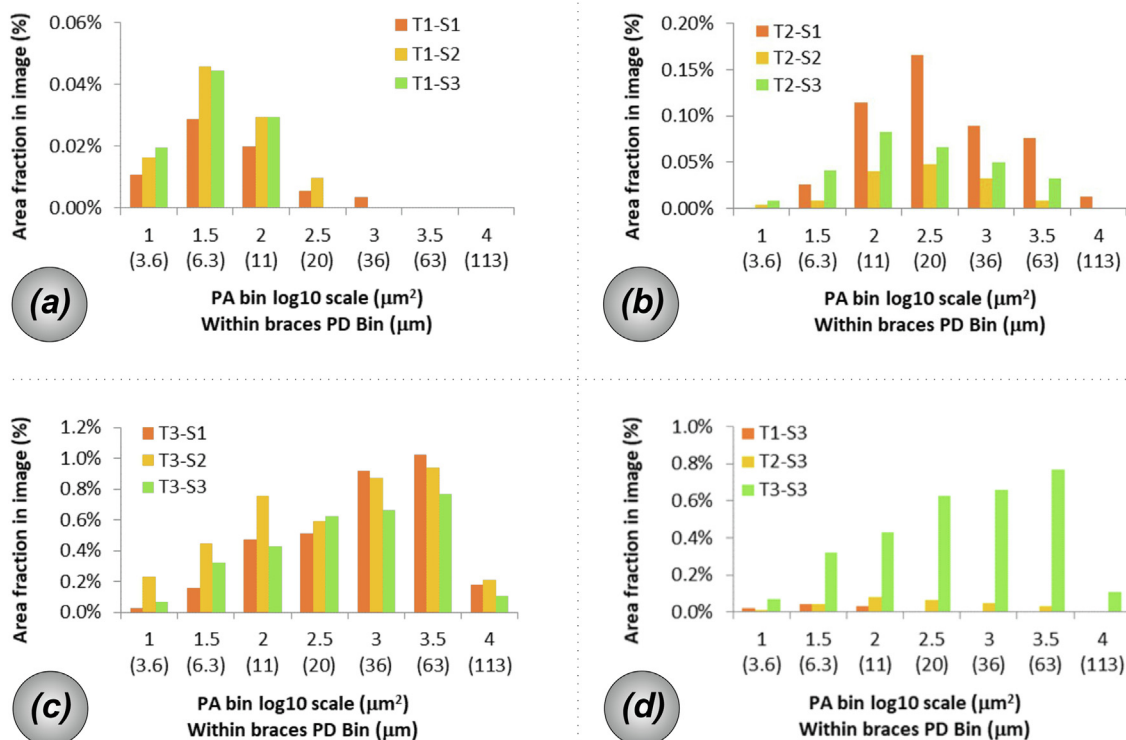 Area fraction in image (%)
0.06%
0.04%
0.02%
0.00%
T1-S1
T1-S2
T1-S3
1 1.5 2 2.5 3 3.5 4
(3.6) (6.3) (11) (20) (36) (63) (113)
PA bin log10 scale (μm²)
Within braces PD Bin (μm)
(a)
Area fraction in image (%)
0.20%
0.15%
0.10%
0.05%
0.00%
T2-S1
T2-S2
T2-S3
1 1.5 2 2.5 3 3.5 4
(3.6) (6.3) (11) (20) (36) (63) (113)
PA bin log10 scale (μm²)
Within braces PD Bin (μm)
(b)
Area fraction in image (%)
1.2%
1.0%
0.8%
0.6%
0.4%
0.2%
0.0%
T3-S1
T3-S2
T3-S3
1 1.5 2 2.5 3 3.5 4
(3.6) (6.3) (11) (20) (36) (63) (113)
PA bin log10 scale (μm²)
Within braces PD Bin (μm)
(c)
Area fraction in image (%)
1.0%
0.8%
0.6%
0.4%
0.2%
0.0%
T1-S3
T2-S3
T3-S3
1 1.5 2 2.5 3 3.5 4
(3.6) (6.3) (11) (20) (36) (63) (113)
PA bin log10 scale (μm²)
Within braces PD Bin (μm)
(d)